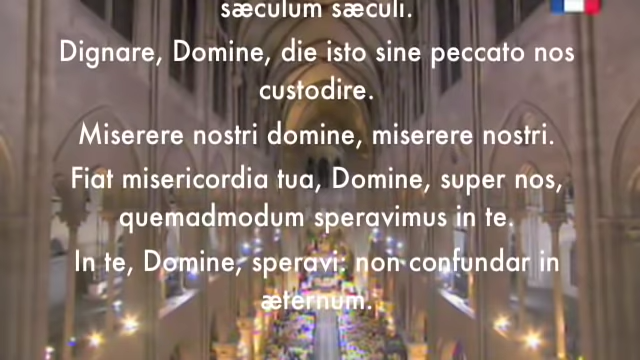 sæculum sæculi.
Dignare, Domine, die isto sine peccato nos
custodire.
Miserere nostri domine, miserere nostri.
Fiat misericordia tua, Domine, super nos,
quemadmodum speravimus in te.
In te, Domine, speravi: non confundar in
æternum.